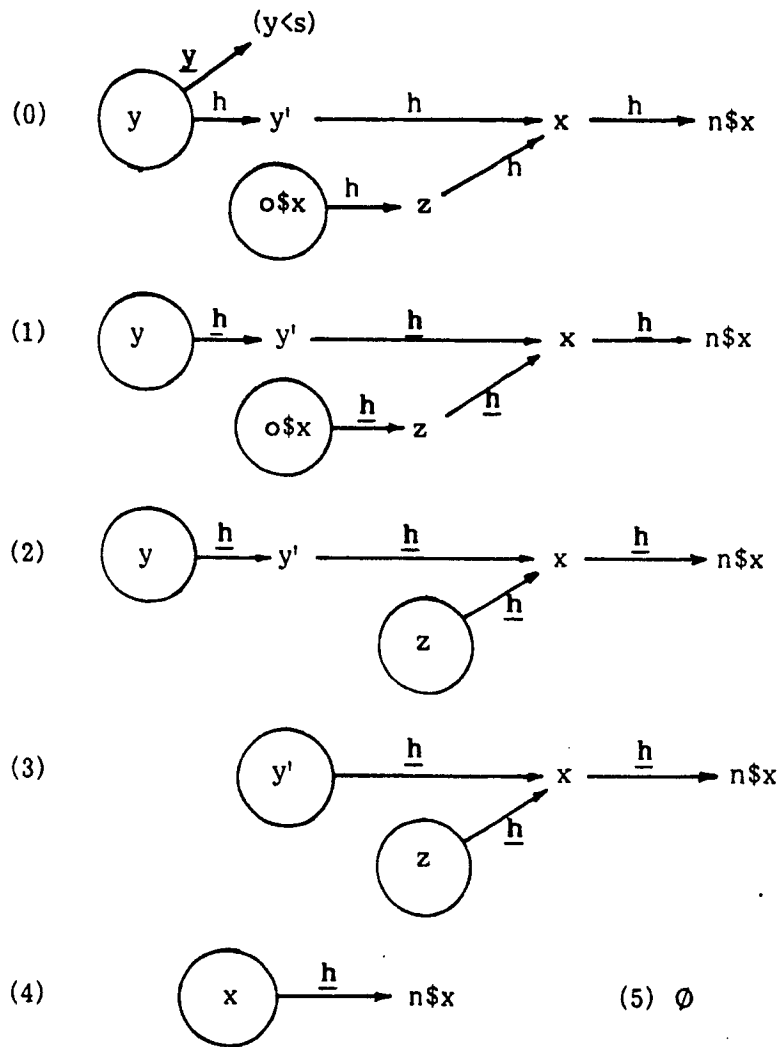 (y<s)
y
(0) y h y' h x h n$x
o$x h z h
(1) y h y' h x h n$x
o$x h z h
(2) y h y' h x h n$x
z h
(3) y' h x h n$x
z h
(4) x h n$x (5) Ø